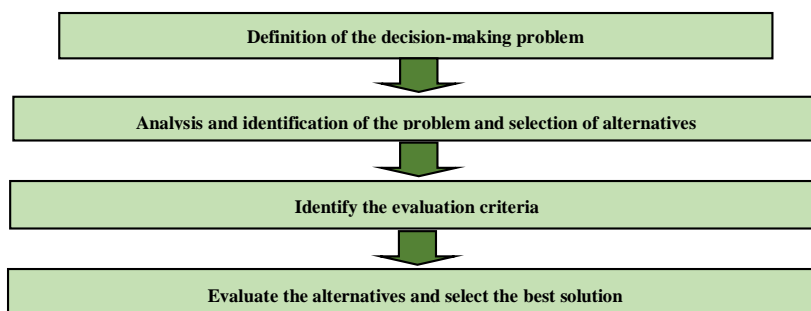 Definition of the decision-making problem
Analysis and identification of the problem and selection of alternatives
Identify the evaluation criteria
Evaluate the alternatives and select the best solution